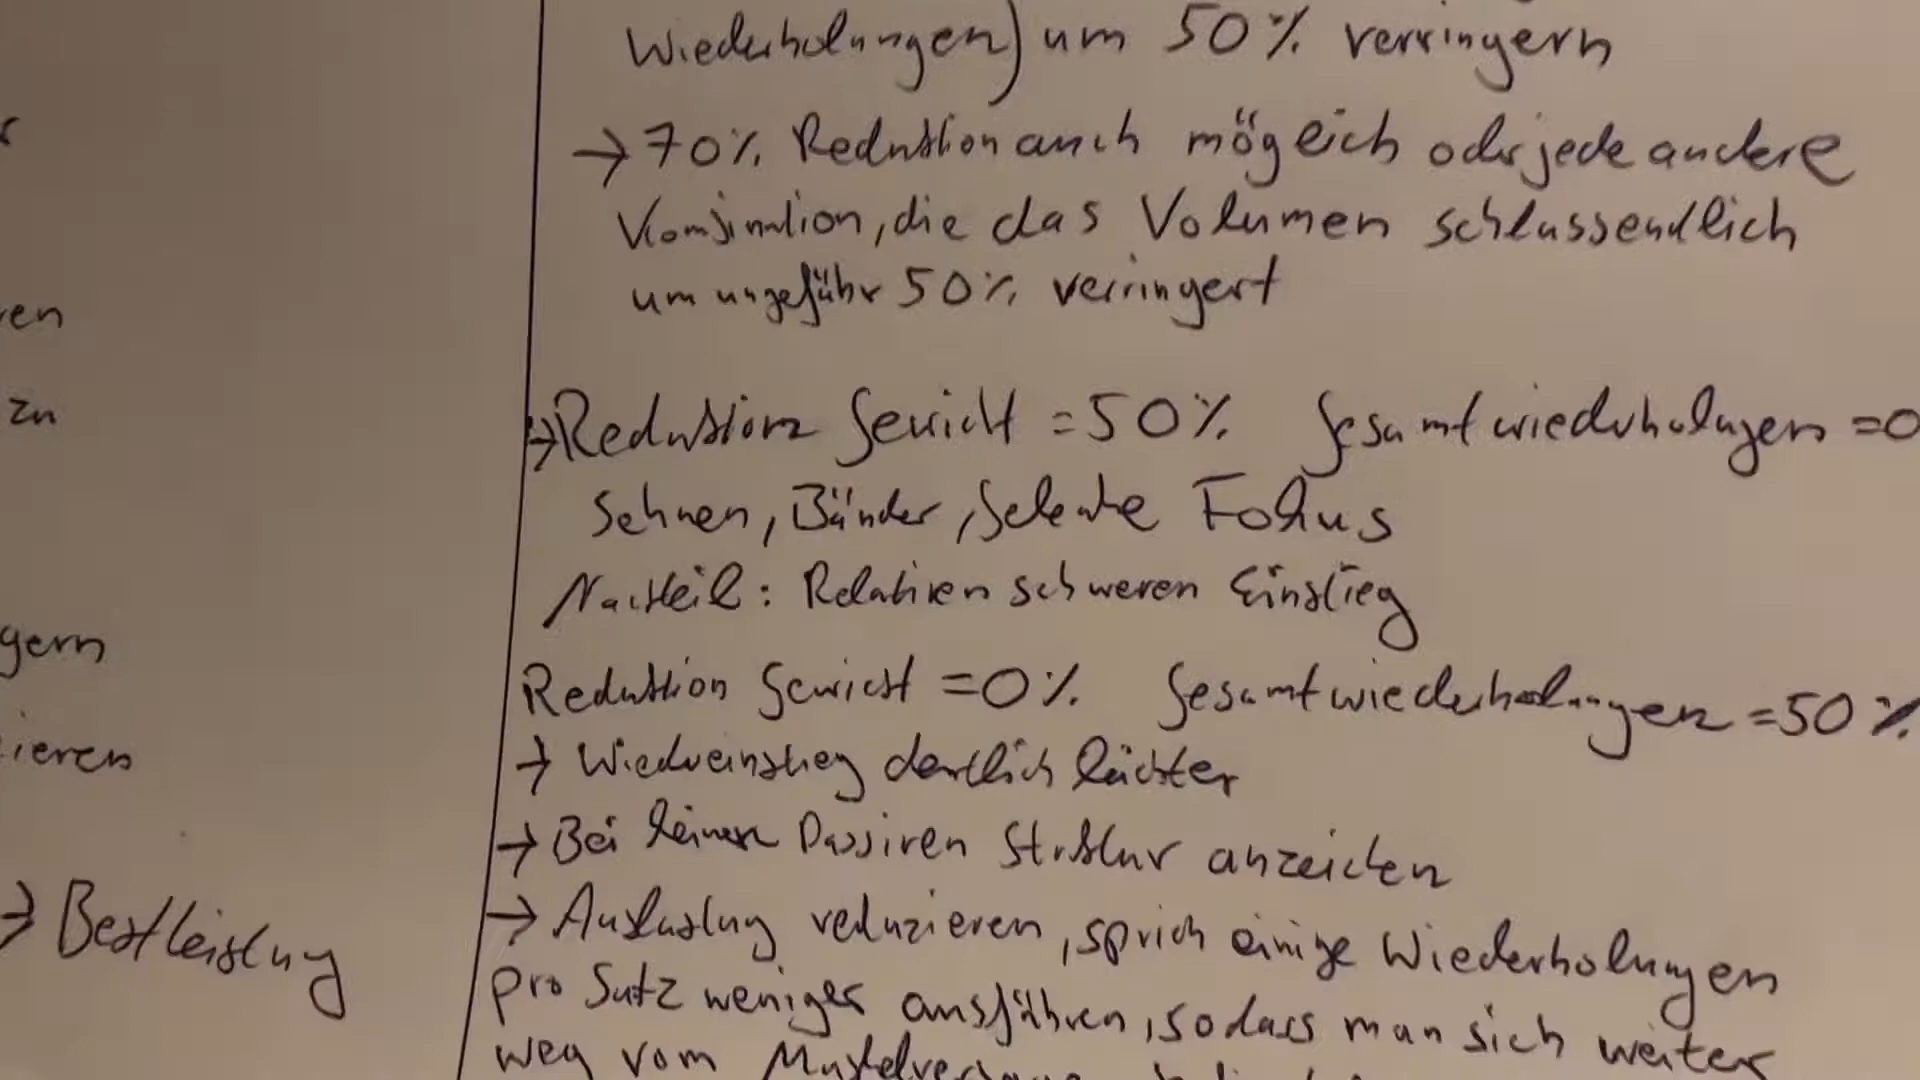 Wiederholungen) um 50% verringern
→ 70% Reduktion auch mögleich oder jede andere
Kombination, die das Volumen schlussendlich
um ungefähr 50% verringert
→ Reduktion Gewicht = 50% Gesamtwiederholungen = 0
Sehnen, Bänder, Gelenke Fokus
Nachteil: Relativen schweren Einstieg
Reduktion Gewicht = 0% Gesamtwiederholungen = 50%
→ Wiedereinstieg deutlich leichter
→ Bei keinen Passiven Struktur anzeichen
→ Auslastung reduzieren, sprich einige Wiederholungen
pro Satz weniger ausführen, sodass man sich weiter
weg vom
ren
zu
gern
ieren
→ Bestleistung